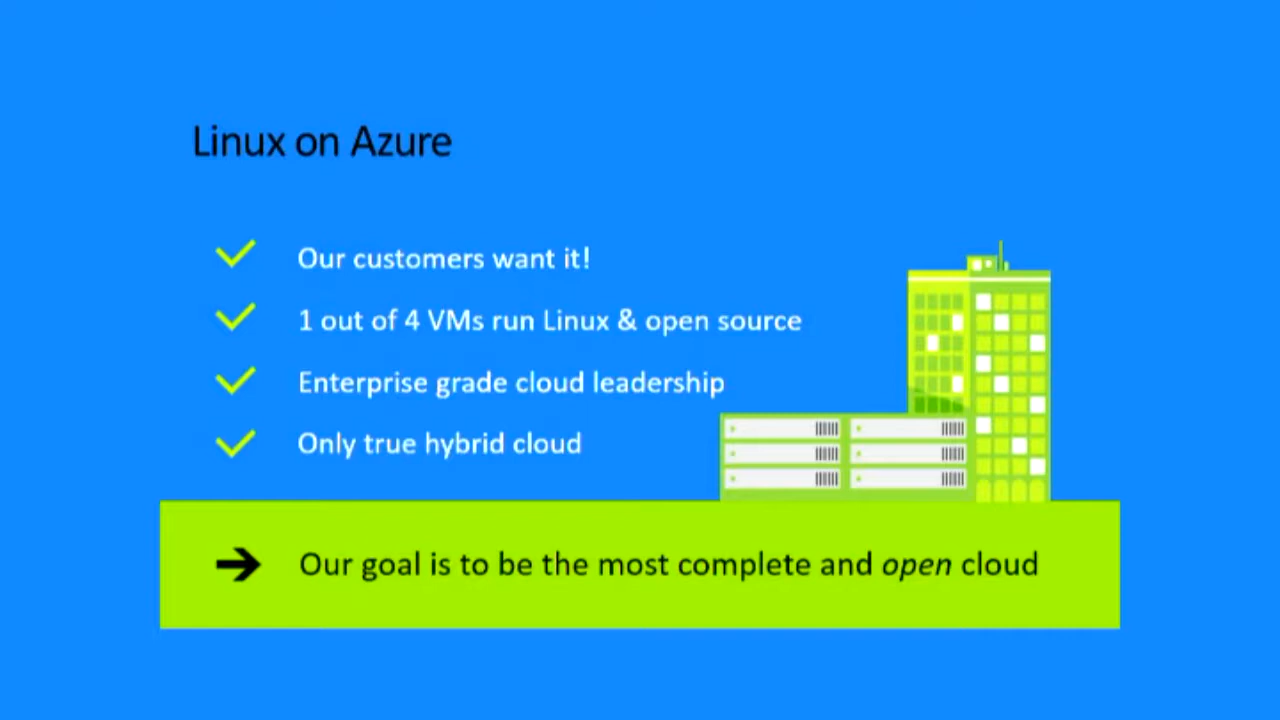 Linux on Azure
Our customers want it!
1 out of 4 VMs run Linux & open source
Enterprise grade cloud leadership
Only true hybrid cloud
Our goal is to be the most complete and open cloud